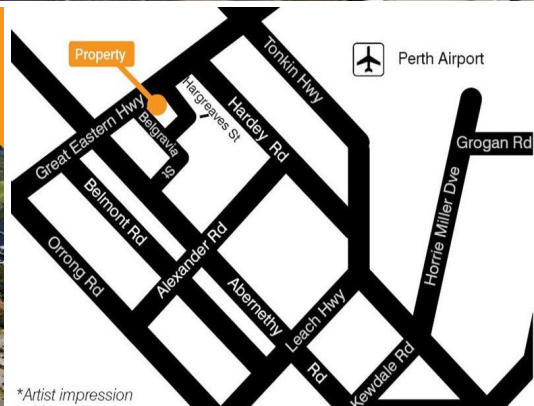 Property
Perth Airport
Tonkin Hwy
Great Eastern Hwy
Belgravia
St
Hargreaves St
Hardey Rd
Grogan Rd
Horrie Miller Dve
Belmont Rd
Orrong Rd
Alexander Rd
Abernethy
Rd
Leach Hwy
Kewdale Rd
*Artist impression